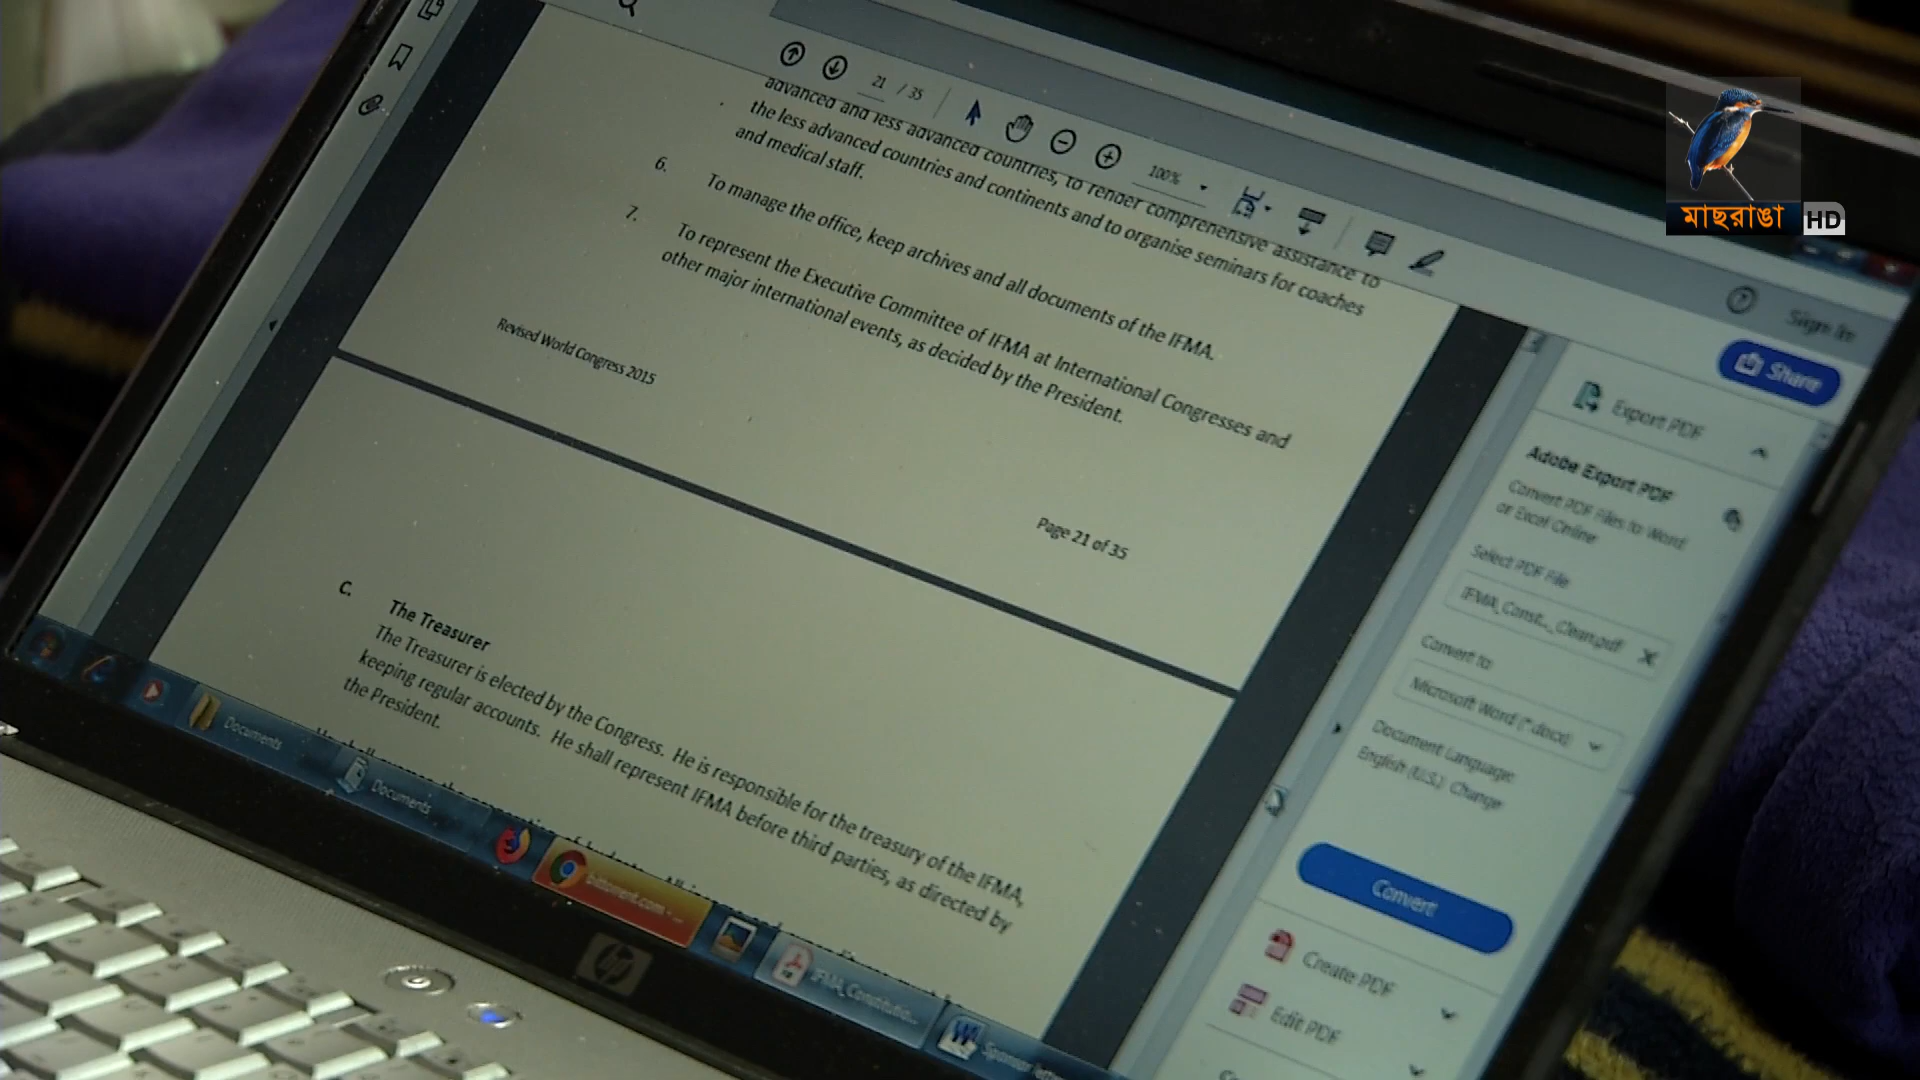 21 / 35
100%
advanced and less advanced countries, to render comprehensive assistance to
the less advanced countries and continents and to organise seminars for coaches
and medical staff.
6. To manage the office, keep archives and all documents of the IFMA.
7. To represent the Executive Committee of IFMA at International Congresses and
other major international events, as decided by the President.
Revised World Congress 2015
Page 21 of 35
C. The Treasurer
The Treasurer is elected by the Congress. He is responsible for the treasury of the IFMA,
keeping regular accounts. He shall represent IFMA before third parties, as directed by
the President.
মাছরাঙা HD
Sign In
Share
Export PDF
Adobe Export PDF
Convert PDF Files to Word
or Excel Online
Select PDF File
IFMA_Const..._Clean.pdf
Convert to
Microsoft Word (*.docx)
Document Language:
English (U.S.) Change
Convert
Create PDF
Edit PDF
Documents
Documents
IFMA_Constitutio...
hp